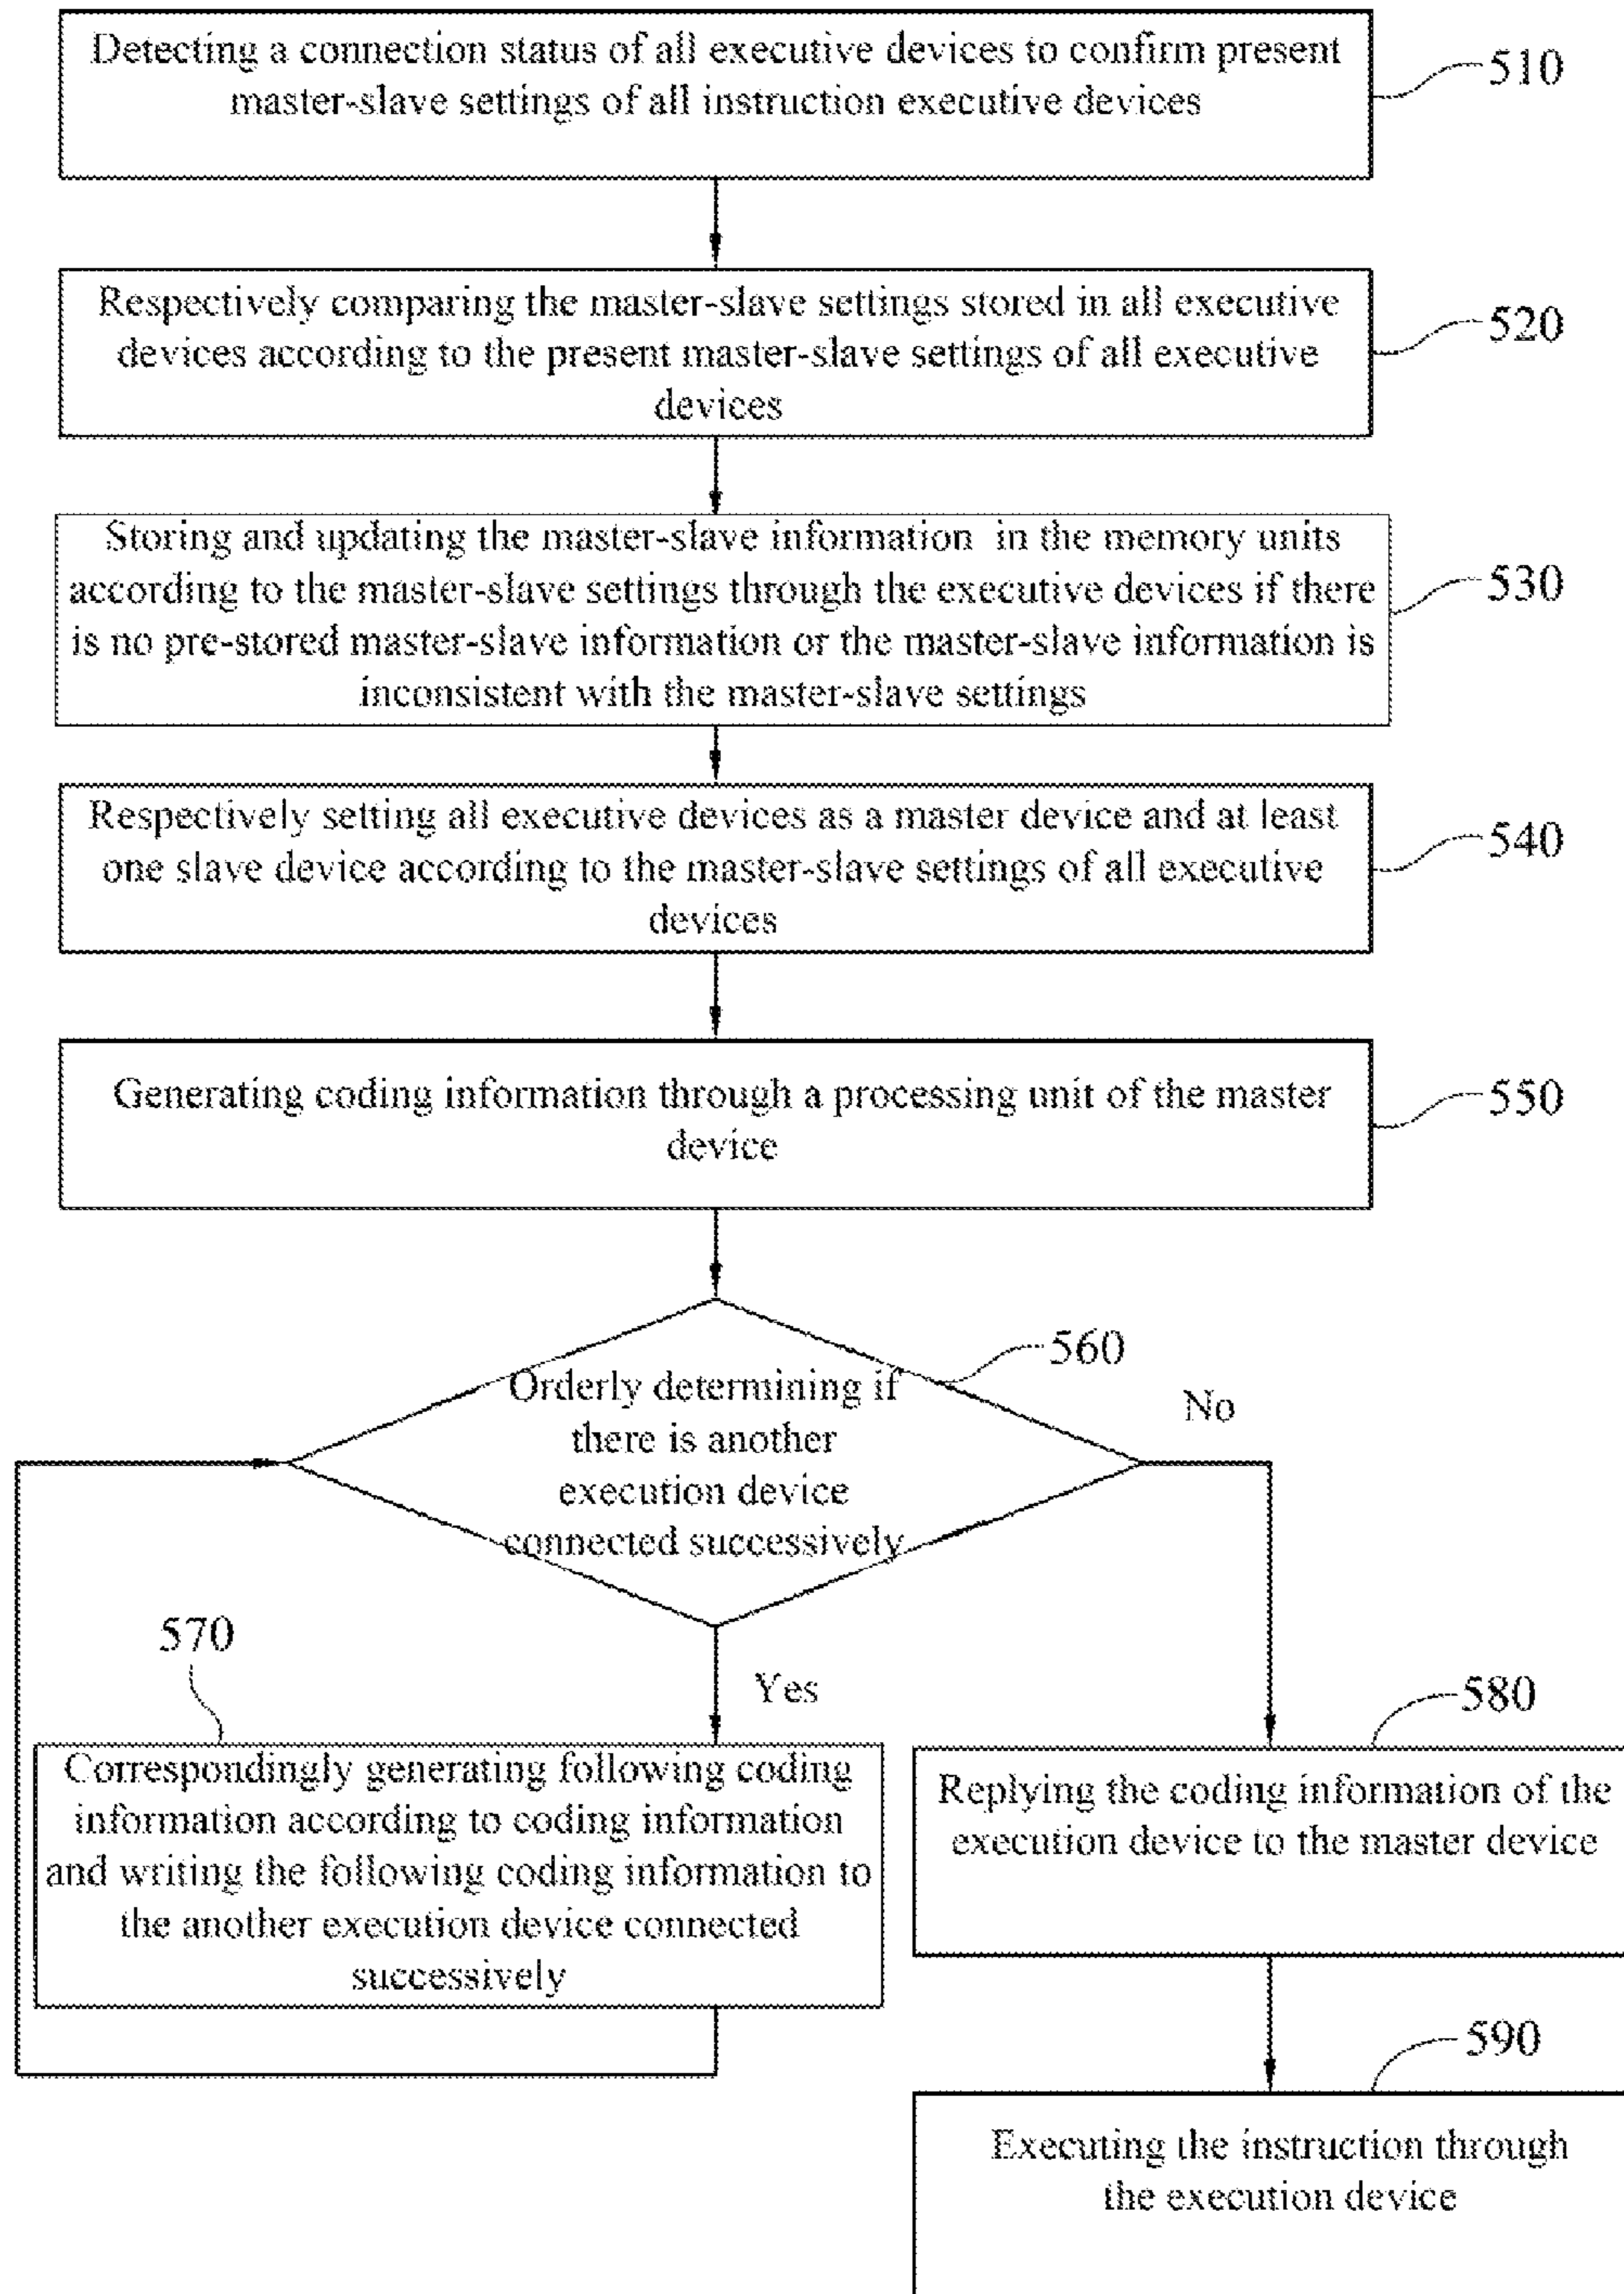 Detecting a connection status of all executive devices to confirm present
master-slave settings of all instruction executive devices
510
Respectively comparing the master-slave settings stored in all executive
devices according to the present master-slave settings of all executive
devices
520
Storing and updating the master-slave information in the memory units
according to the master-slave settings through the executive devices if there
is no pre-stored master-slave information or the master-slave information is
inconsistent with the master-slave settings
530
Respectively setting all executive devices as a master device and at least
one slave device according to the master-slave settings of all executive
devices
540
Generating coding information through a processing unit of the master
device
550
560
Orderly determining if
there is another
execution device
connected successively
No
Yes
570
Correspondingly generating following coding
information according to coding information
and writing the following coding information to
the another execution device connected
successively
580
Replying the coding information of the
execution device to the master device
590
Executing the instruction through
the execution device